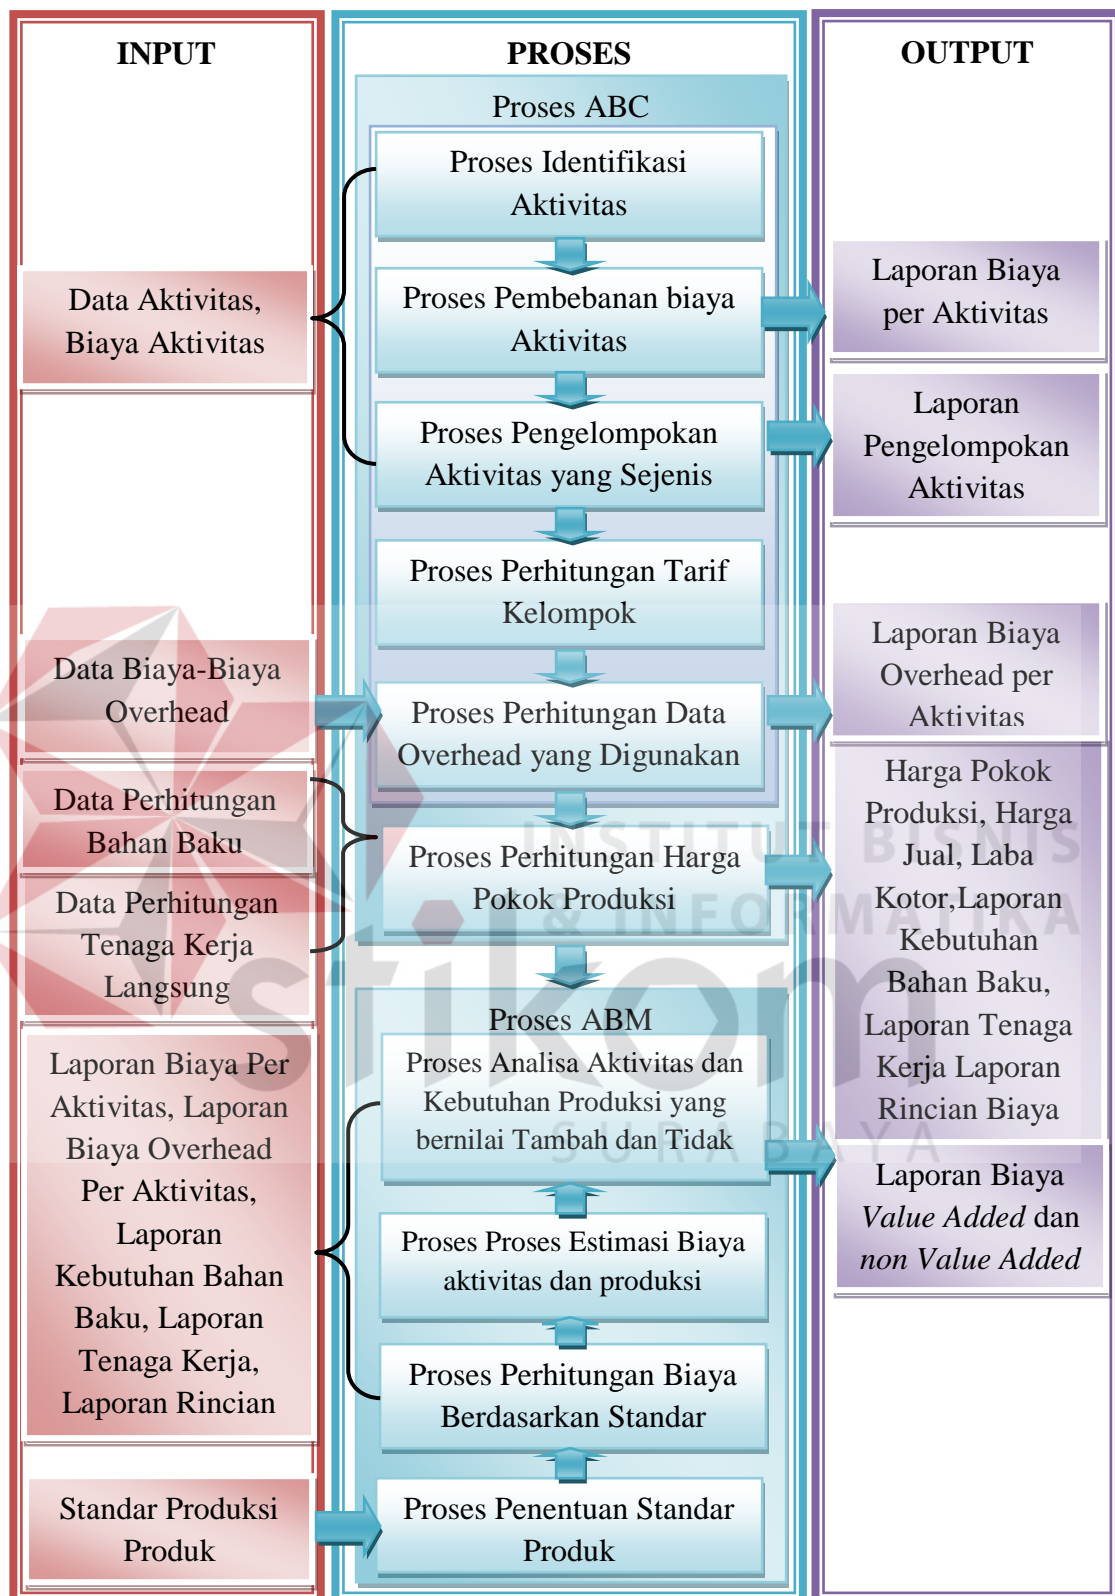 INPUT
Data Aktivitas,
Biaya Aktivitas
Data Biaya-Biaya
Overhead
Data Perhitungan
Bahan Baku
Data Perhitungan
Tenaga Kerja
Langsung
Laporan Biaya Per
Aktivitas, Laporan
Biaya Overhead
Per Aktivitas,
Laporan
Kebutuhan Bahan
Baku, Laporan
Tenaga Kerja,
Laporan Rincian
Standar Produksi
Produk
PROSES
Proses ABC
Proses Identifikasi
Aktivitas
Proses Pembebanan biaya
Aktivitas
Proses Pengelompokan
Aktivitas yang Sejenis
Proses Perhitungan Tarif
Kelompok
Proses Perhitungan Data
Overhead yang Digunakan
Proses Perhitungan Harga
Pokok Produksi
Proses ABM
Proses Analisa Aktivitas dan
Kebutuhan Produksi yang
bernilai Tambah dan Tidak
Proses Proses Estimasi Biaya
aktivitas dan produksi
Proses Perhitungan Biaya
Berdasarkan Standar
Proses Penentuan Standar
Produk
OUTPUT
Laporan Biaya
per Aktivitas
Laporan
Pengelompokan
Aktivitas
Laporan Biaya
Overhead per
Aktivitas
Harga Pokok
Produksi, Harga
Jual, Laba
Kotor,Laporan
Kebutuhan
Bahan Baku,
Laporan Tenaga
Kerja Laporan
Rincian Biaya
Laporan Biaya
Value Added dan
non Value Added
INSTITUT BISNIS
& INFORMATIKA
stikom
SURABAYA